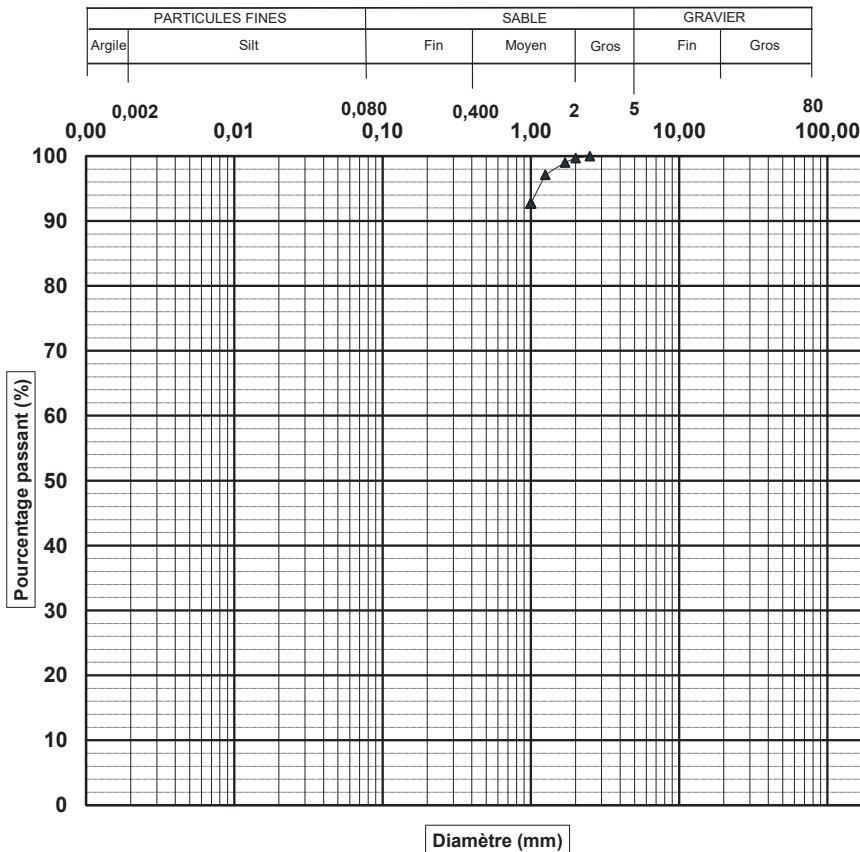 PARTICULES FINES SABLE GRAVIER
Argile Silt Fin Moyen Gros Fin Gros
0,002 0,080 0,400 2 5 80
0,00 0,01 0,10 1,00 10,00 100,00
100
90
80
70
60
50
40
30
20
10
0
Pourcentage passant (%)
Diamètre (mm)